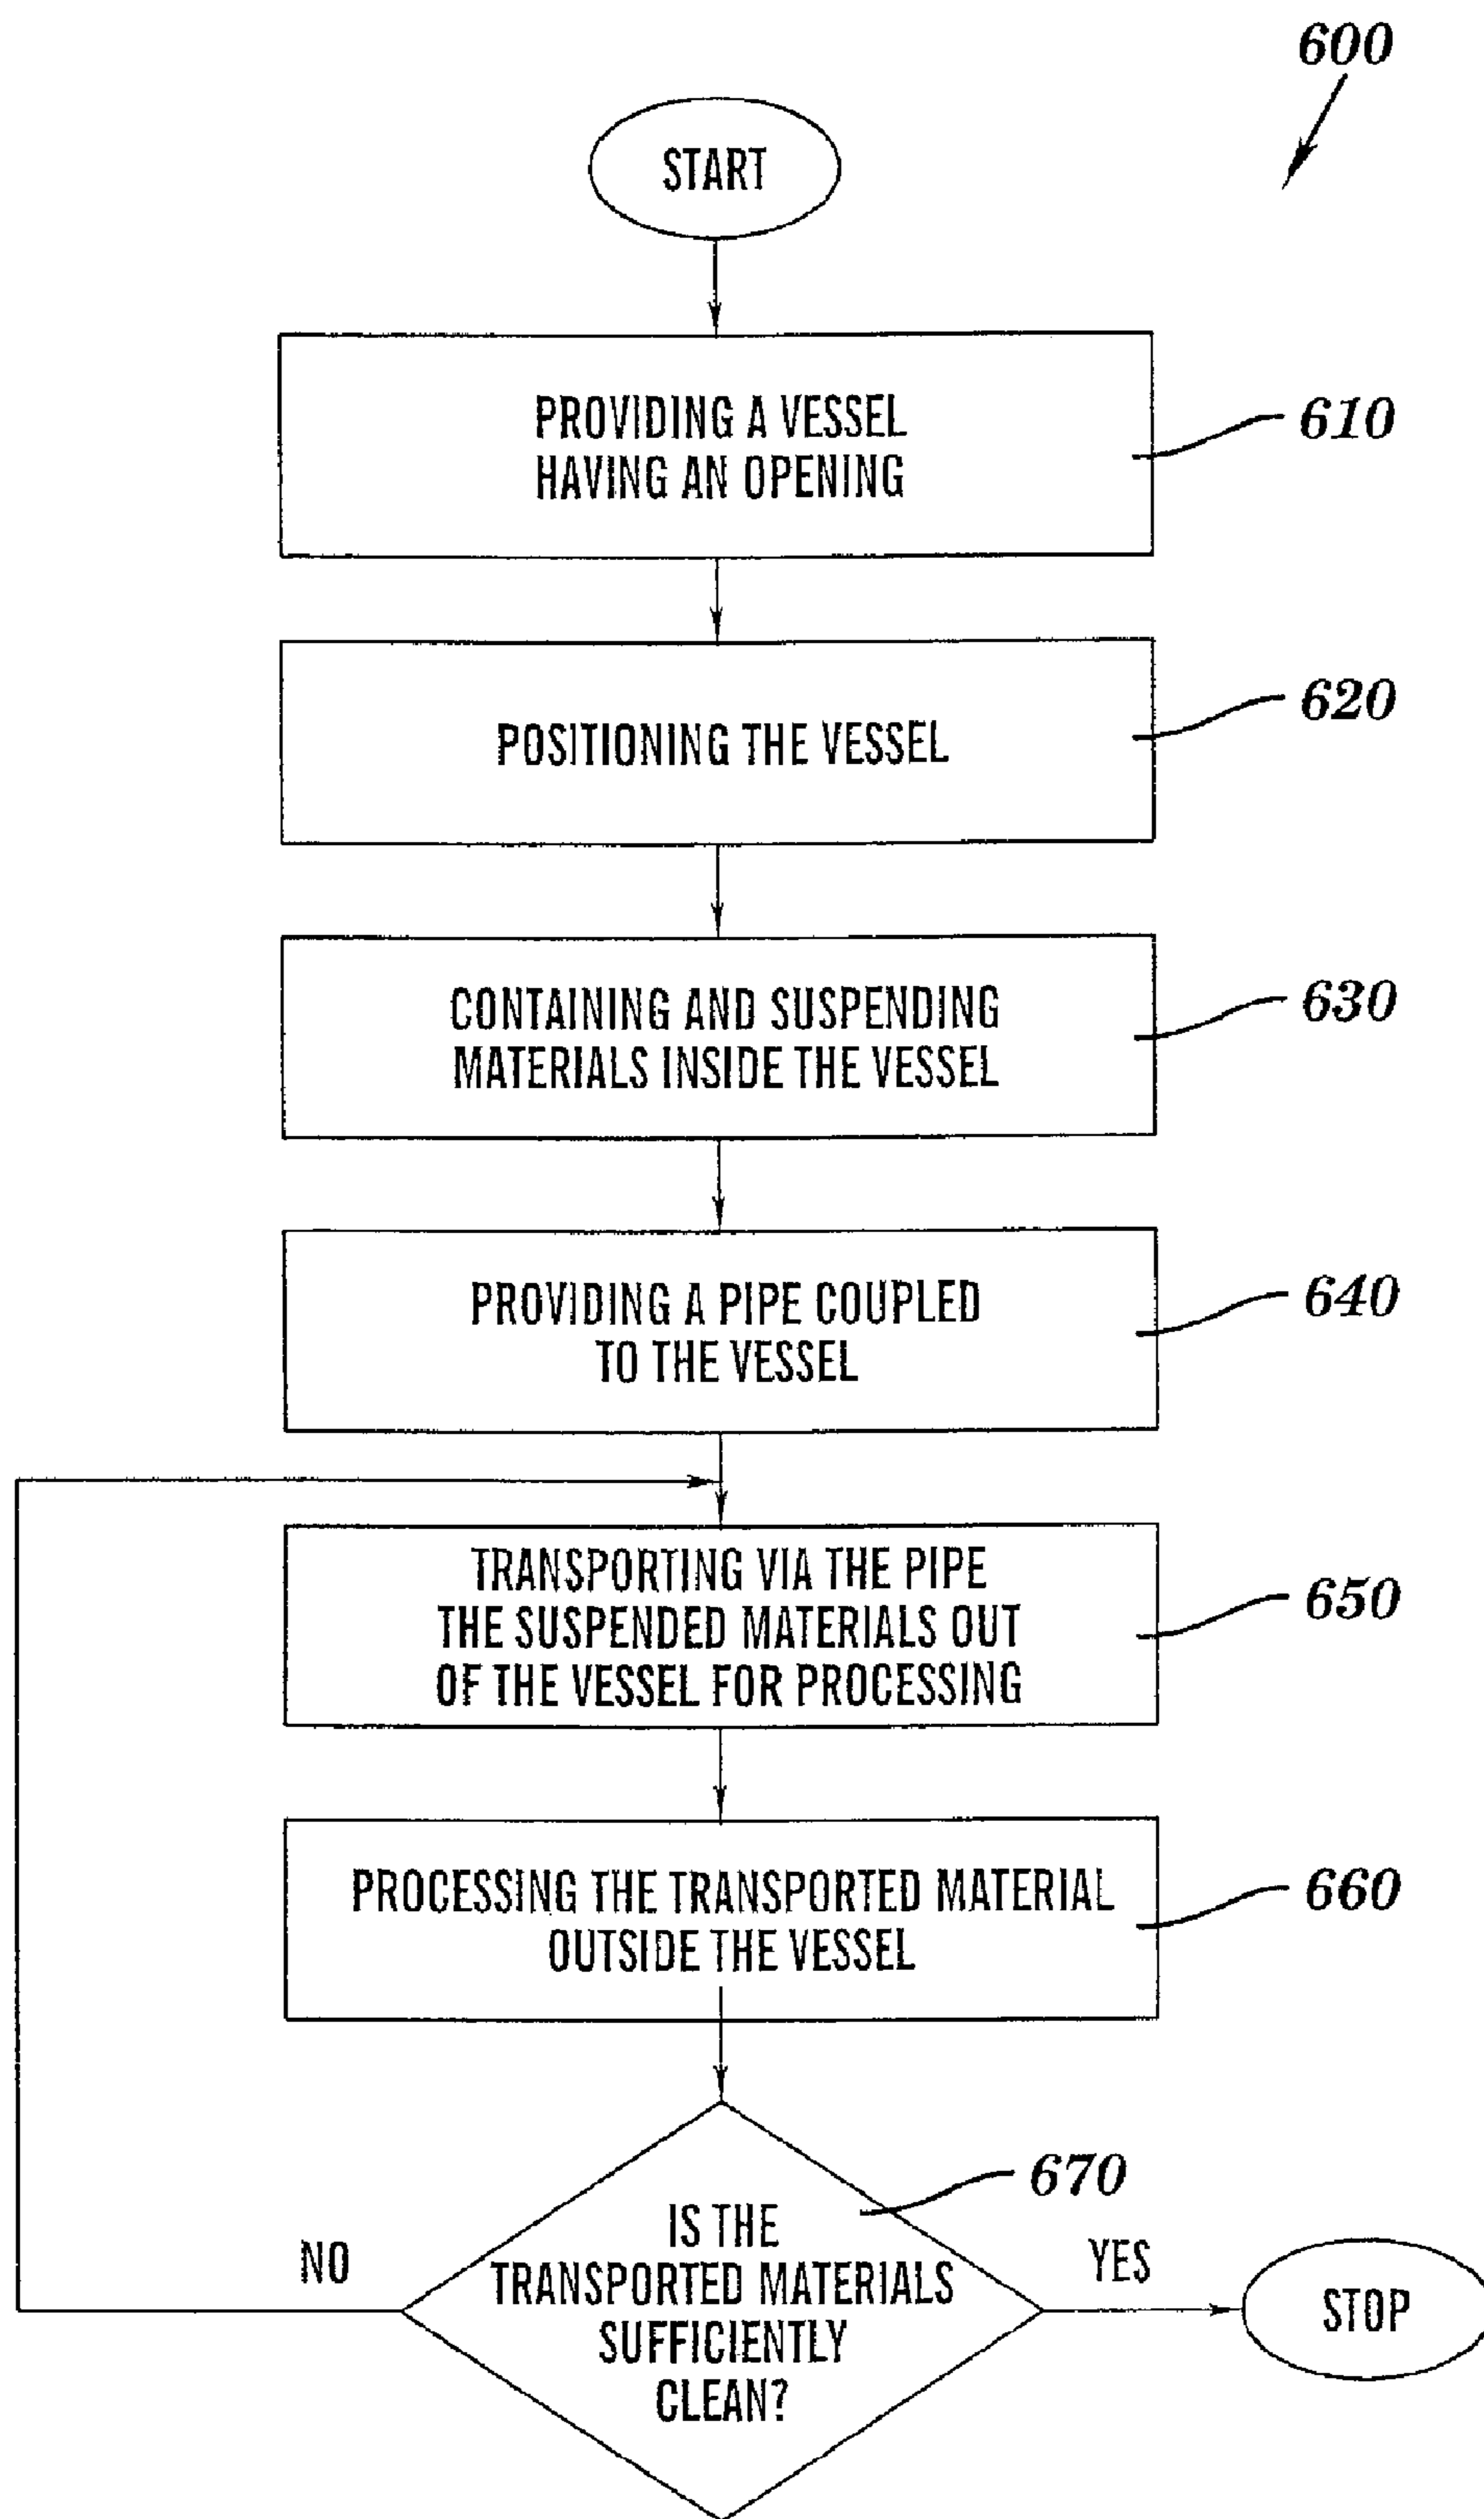 600
START
PROVIDING A VESSEL
HAVING AN OPENING
610
POSITIONING THE VESSEL
620
CONTAINING AND SUSPENDING
MATERIALS INSIDE THE VESSEL
630
PROVIDING A PIPE COUPLED
TO THE VESSEL
640
TRANSPORTING VIA THE PIPE
THE SUSPENDED MATERIALS OUT
OF THE VESSEL FOR PROCESSING
650
PROCESSING THE TRANSPORTED MATERIAL
OUTSIDE THE VESSEL
660
IS THE
TRANSPORTED MATERIALS
SUFFICIENTLY
CLEAN?
670
NO
YES
STOP